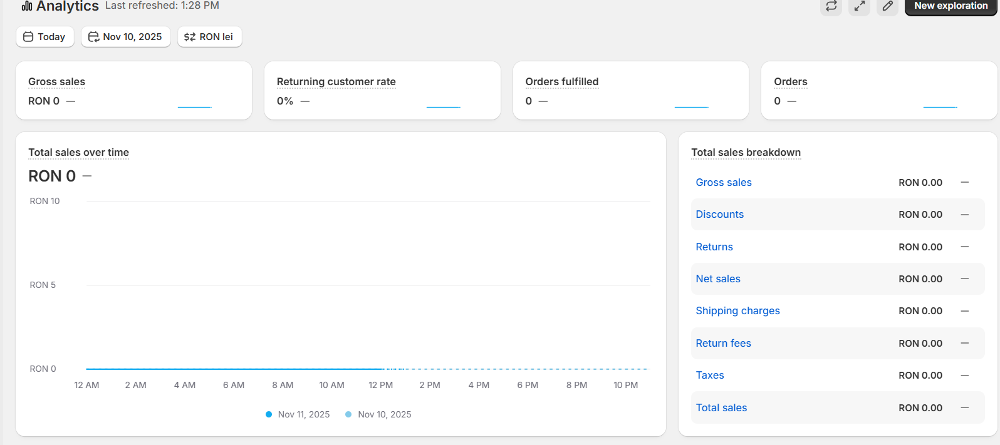 Analytics Last refreshed: 1:28 PM
New exploration
Today Nov 10, 2025 RON lei
Gross sales
RON 0 —
Returning customer rate
0% —
Orders fulfilled
0 —
Orders
0 —
Total sales over time
RON 0 —
RON 10
RON 5
RON 0
12 AM 2 AM 4 AM 6 AM 8 AM 10 AM 12 PM 2 PM 4 PM 6 PM 8 PM 10 PM
Nov 11, 2025 Nov 10, 2025
Total sales breakdown
Gross sales RON 0.00 —
Discounts RON 0.00 —
Returns RON 0.00 —
Net sales RON 0.00 —
Shipping charges RON 0.00 —
Return fees RON 0.00 —
Taxes RON 0.00 —
Total sales RON 0.00 —